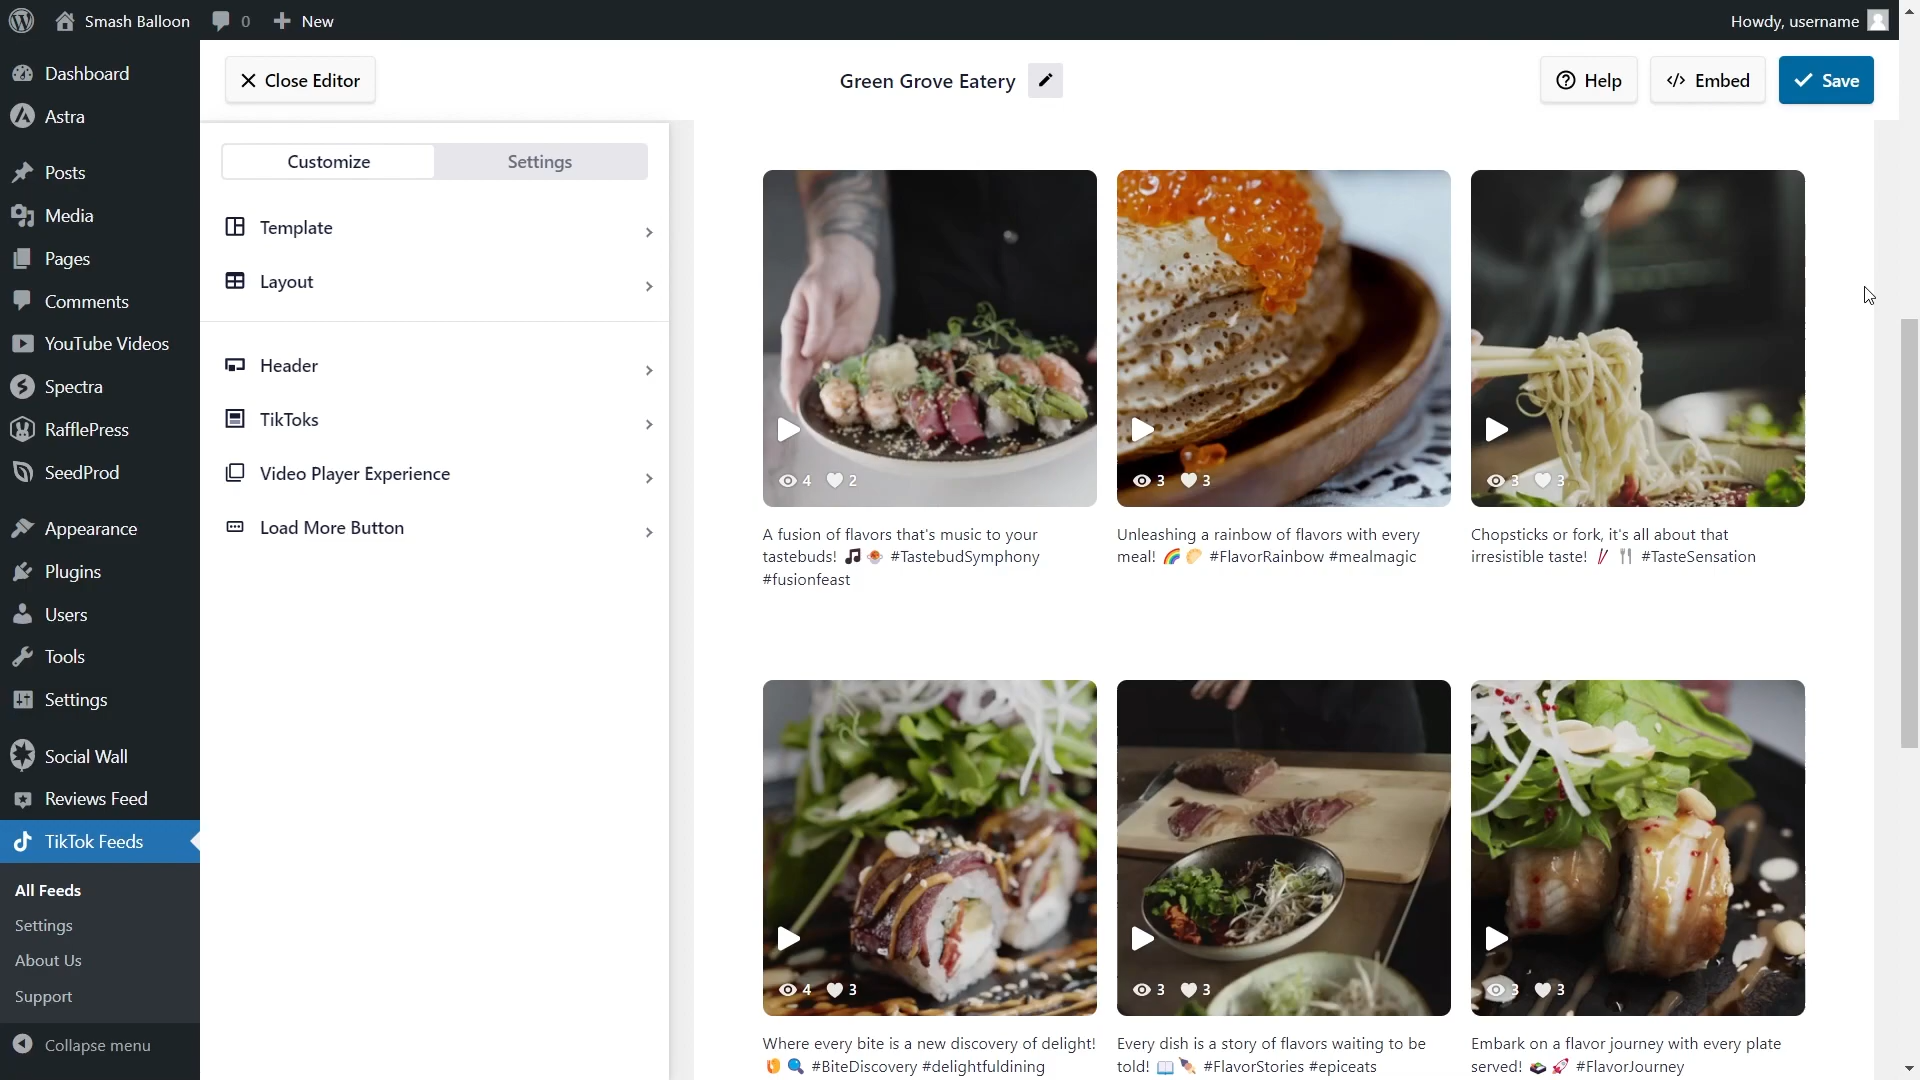 Smash Balloon
0
New
Howdy, username
Dashboard
Astra
Posts
Media
Pages
Comments
YouTube Videos
Spectra
RafflePress
SeedProd
Appearance
Plugins
Users
Tools
Settings
Social Wall
Reviews Feed
TikTok Feeds
All Feeds
Settings
About Us
Support
Collapse menu
Close Editor
Green Grove Eatery
Help
Embed
Save
Customize
Settings
Template
Layout
Header
TikToks
Video Player Experience
Load More Button
4 2
3 3
3 3
A fusion of flavors that's music to your
tastebuds! 🎵 🍲 #TastebudSymphony
#fusionfeast
Unleashing a rainbow of flavors with every
meal! 🌈 🥟 #FlavorRainbow #mealmagic
Chopsticks or fork, it's all about that
irresistible taste! 🥢 🍴 #TasteSensation
4 3
3 3
3 3
Where every bite is a new discovery of delight!
👂 🔍 #BiteDiscovery #delightfuldining
Every dish is a story of flavors waiting to be
told! 📖 🍡 #FlavorStories #epiceats
Embark on a flavor journey with every plate
served! 🍱 🚀 #FlavorJourney